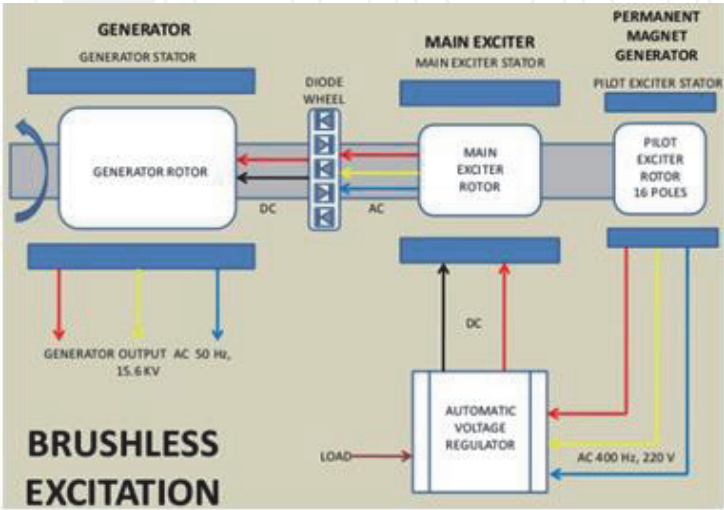 GENERATOR
GENERATOR STATOR
GENERATOR ROTOR
DC
DIODE
WHEEL
AC
MAIN EXCITER
MAIN EXCITER STATOR
MAIN
EXCITER
ROTOR
PERMANENT
MAGNET
GENERATOR
PILOT EXCITER STATOR
PILOT
EXCITER
ROTOR
16 POLES
GENERATOR OUTPUT AC 50 Hz,
15.6 KV
DC
AUTOMATIC
VOLTAGE
REGULATOR
LOAD
AC 400 Hz, 220 V
BRUSHLESS
EXCITATION